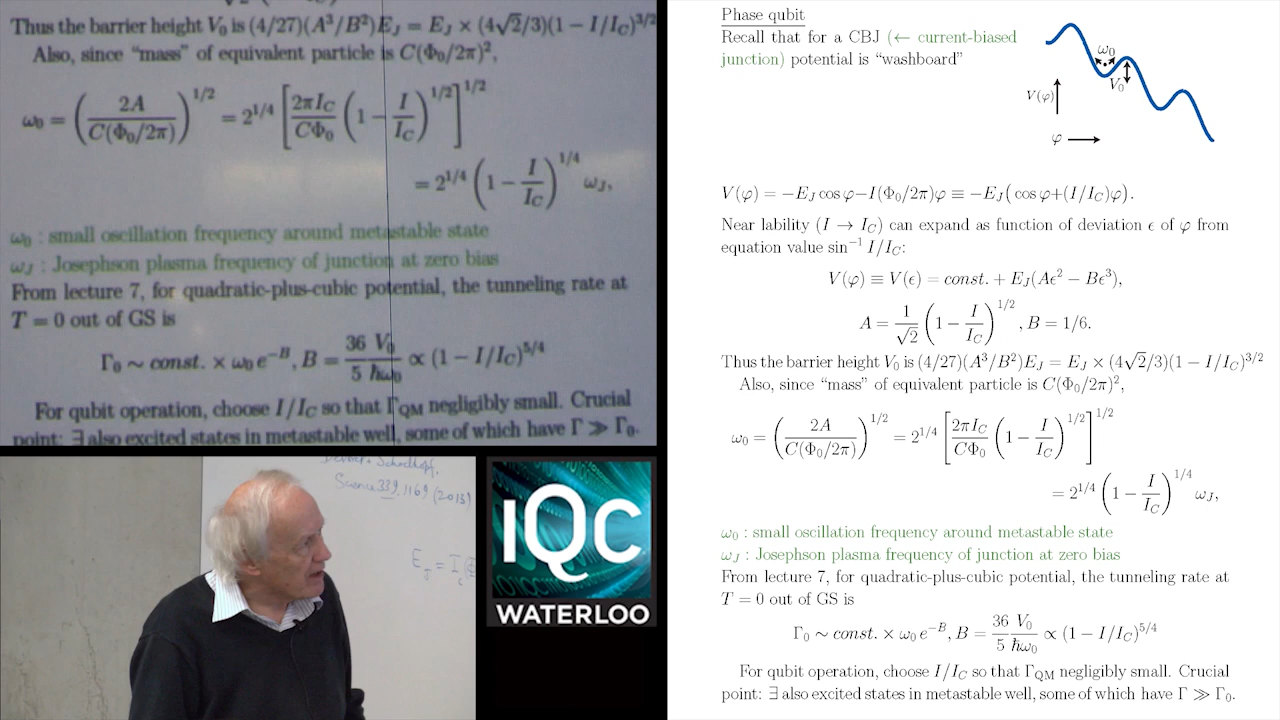 Thus the barrier height V₀ is (4/27)(A³/B²)E_J = E_J × (4√2/3)(1 − I/I_C)^{3/2}
Also, since "mass" of equivalent particle is C(Φ₀/2π)²,
ω₀ = (2A / C(Φ₀/2π))^{1/2} = 2^{1/4} [2πI_C / CΦ₀ (1 − I/I_C)^{1/2}]^{1/2}
= 2^{1/4} (1 − I/I_C)^{1/4} ω_J,
ω₀ : small oscillation frequency around metastable state
ω_J : Josephson plasma frequency of junction at zero bias
From lecture 7, for quadratic-plus-cubic potential, the tunneling rate at
T = 0 out of GS is
Γ₀ ∼ const. × ω₀ e^{−B}, B = 36/5 V₀/ħω₀ ∝ (1 − I/I_C)^{5/4}
For qubit operation, choose I/I_C so that Γ_QM negligibly small. Crucial
point: ∃ also excited states in metastable well, some of which have Γ ≫ Γ₀.
Science 339, 1169 (2013)
E_J = I_c
IQC
WATERLOO
Phase qubit
Recall that for a CBJ (← current-biased
junction) potential is "washboard"
ω₀
V₀
V(φ)
φ
V(φ) = −E_J cos φ−I(Φ₀/2π)φ ≡ −E_J(cos φ+(I/I_C)φ).
Near lability (I → I_C) can expand as function of deviation ϵ of φ from
equation value sin⁻¹ I/I_C:
V(φ) ≡ V(ϵ) = const. + E_J(Aϵ² − Bϵ³),
A = 1/√2 (1 − I/I_C)^{1/2}, B = 1/6.
Thus the barrier height V₀ is (4/27)(A³/B²)E_J = E_J × (4√2/3)(1 − I/I_C)^{3/2}
Also, since "mass" of equivalent particle is C(Φ₀/2π)²,
ω₀ = (2A / C(Φ₀/2π))^{1/2} = 2^{1/4} [2πI_C / CΦ₀ (1 − I/I_C)^{1/2}]^{1/2}
= 2^{1/4} (1 − I/I_C)^{1/4} ω_J,
ω₀ : small oscillation frequency around metastable state
ω_J : Josephson plasma frequency of junction at zero bias
From lecture 7, for quadratic-plus-cubic potential, the tunneling rate at
T = 0 out of GS is
Γ₀ ∼ const. × ω₀ e^{−B}, B = 36/5 V₀/ħω₀ ∝ (1 − I/I_C)^{5/4}
For qubit operation, choose I/I_C so that Γ_QM negligibly small. Crucial
point: ∃ also excited states in metastable well, some of which have Γ ≫ Γ₀.